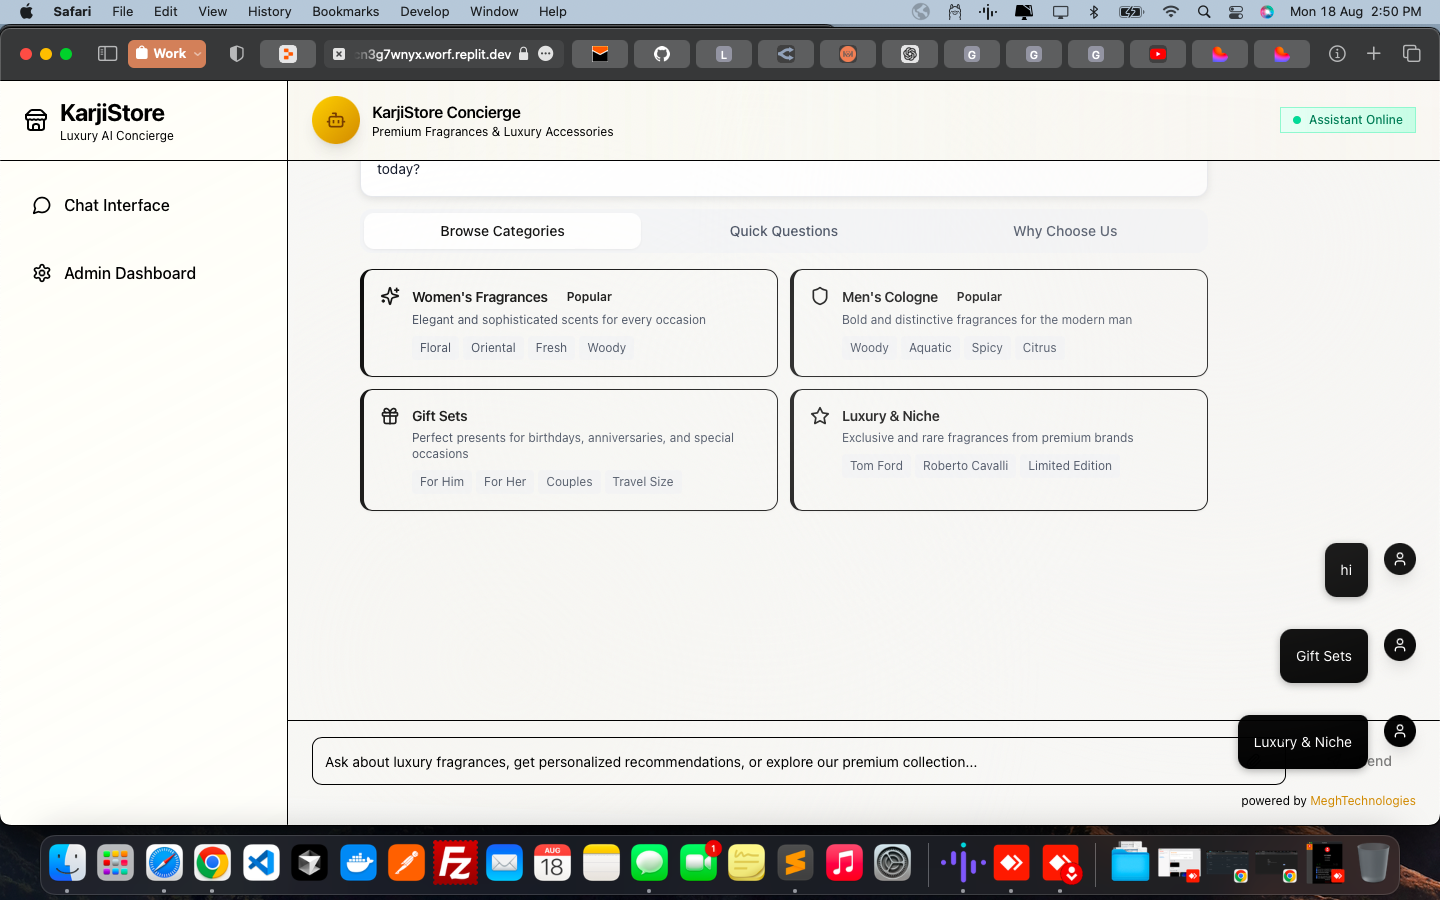 Safari File Edit View History Bookmarks Develop Window Help Mon 18 Aug 2:50 PM
Work cn3g7wnyx.worf.replit.dev L G G G
KarjiStore
Luxury AI Concierge
Chat Interface
Admin Dashboard
KarjiStore Concierge
Premium Fragrances & Luxury Accessories
Assistant Online
today?
Browse Categories Quick Questions Why Choose Us
Women's Fragrances Popular
Elegant and sophisticated scents for every occasion
Floral Oriental Fresh Woody
Men's Cologne Popular
Bold and distinctive fragrances for the modern man
Woody Aquatic Spicy Citrus
Gift Sets
Perfect presents for birthdays, anniversaries, and special
occasions
For Him For Her Couples Travel Size
Luxury & Niche
Exclusive and rare fragrances from premium brands
Tom Ford Roberto Cavalli Limited Edition
hi
Gift Sets
Luxury & Niche
Ask about luxury fragrances, get personalized recommendations, or explore our premium collection...
end
powered by MeghTechnologies
FZ
AUG
18
1